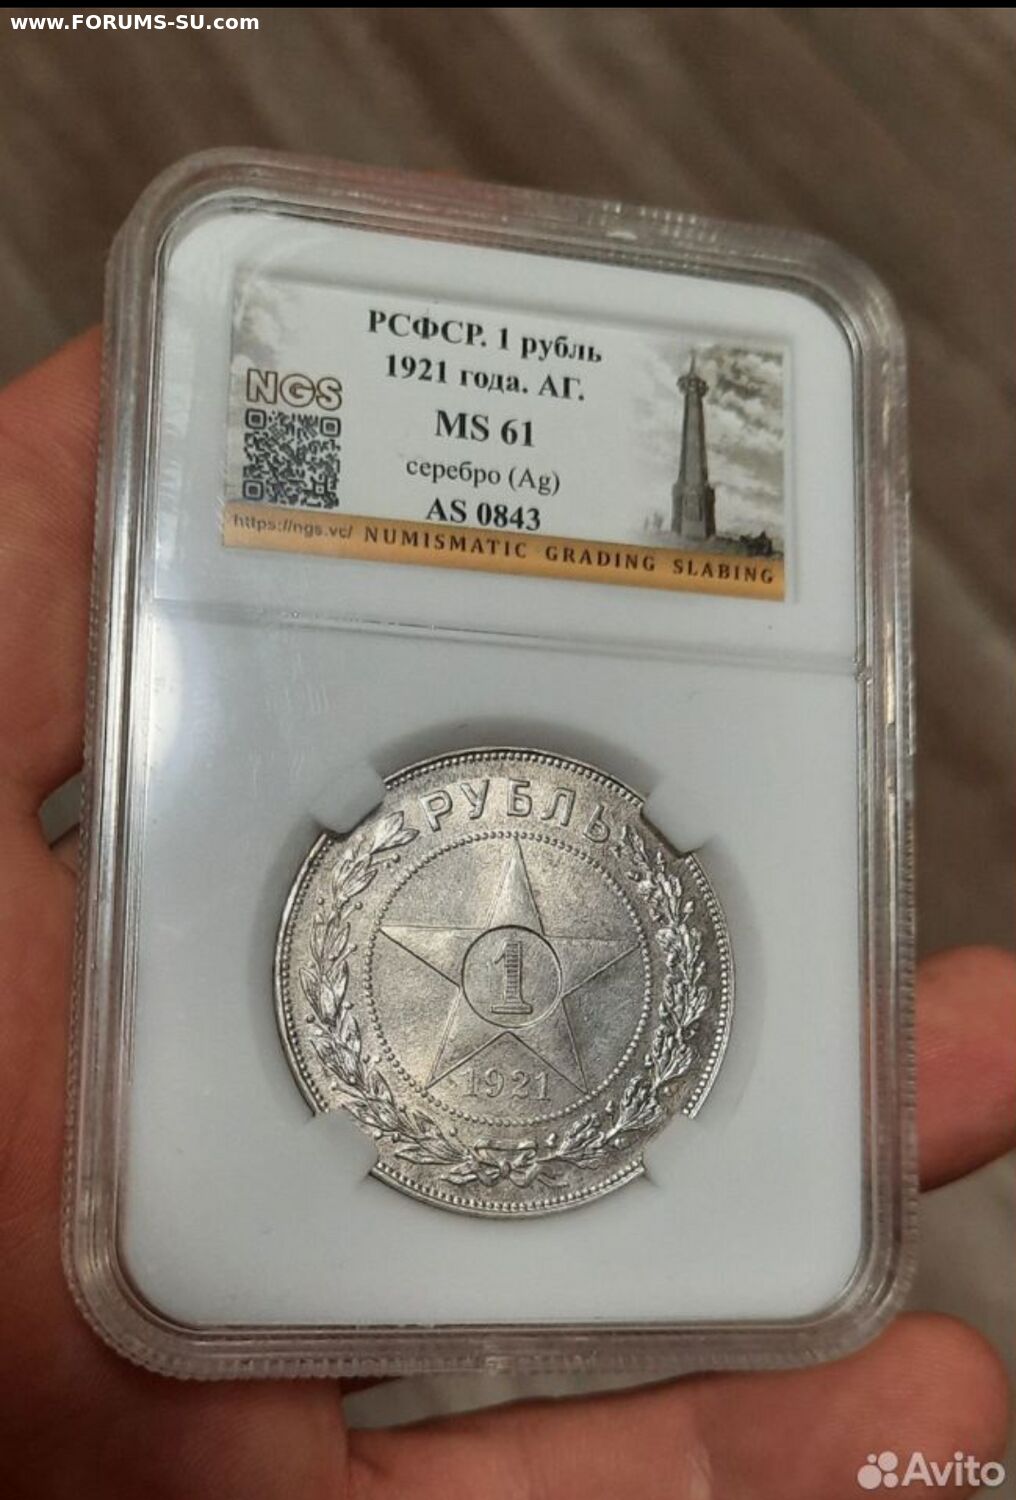 www.FORUMS-SU.com
РСФСР. 1 рубль
1921 года. АГ.
NGS
MS 61
серебро (Ag)
AS 0843
https://ngs.vc/ NUMISMATIC GRADING SLABING
РУБЛЬ
1
1921
Avito